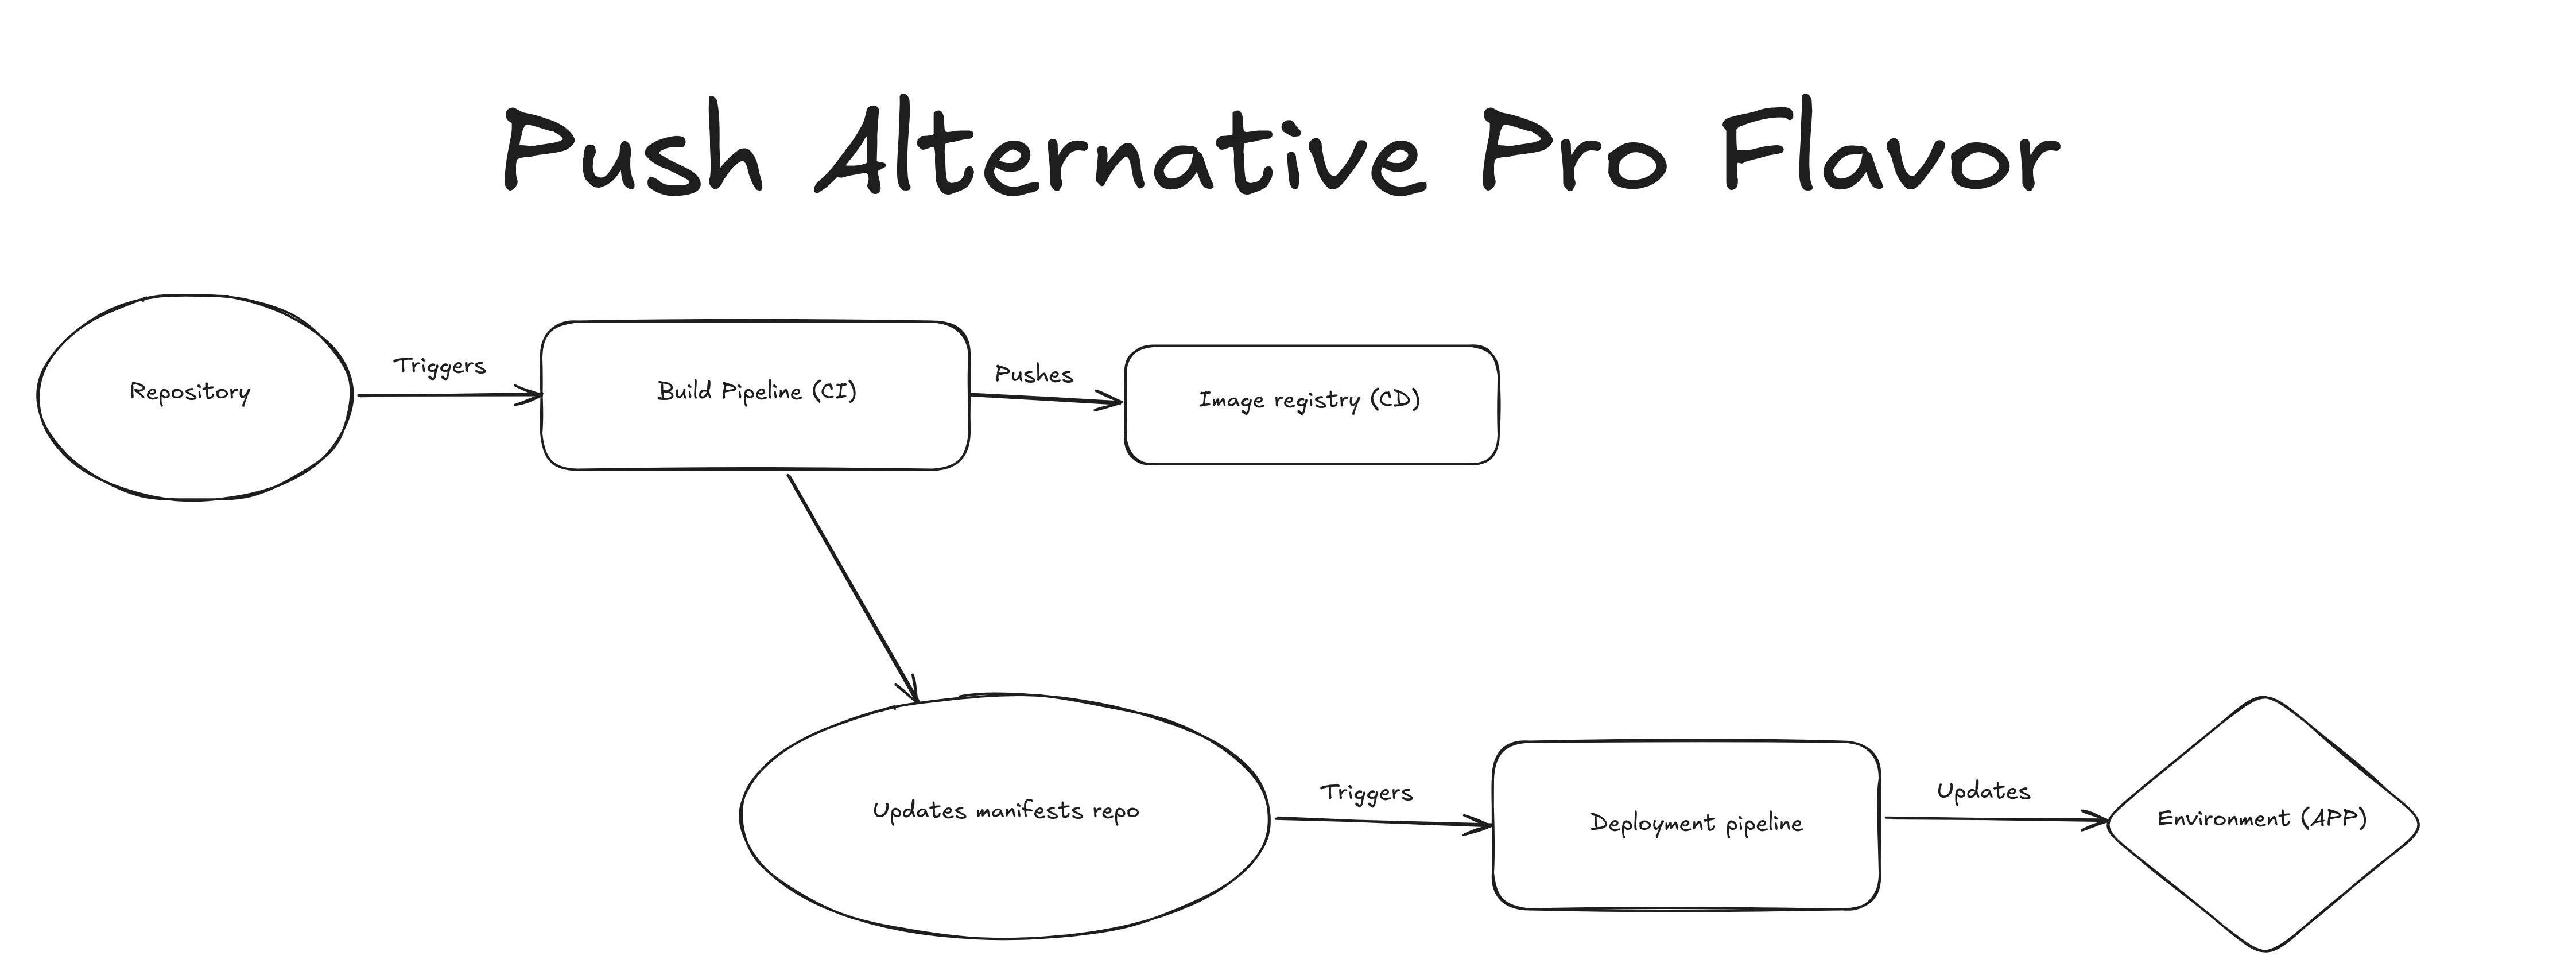 Push Alternative Pro Flavor
Repository
Triggers
Build Pipeline (CI)
Pushes
Image registry (CD)
Updates manifests repo
Triggers
Deployment pipeline
Updates
Environment (APP)